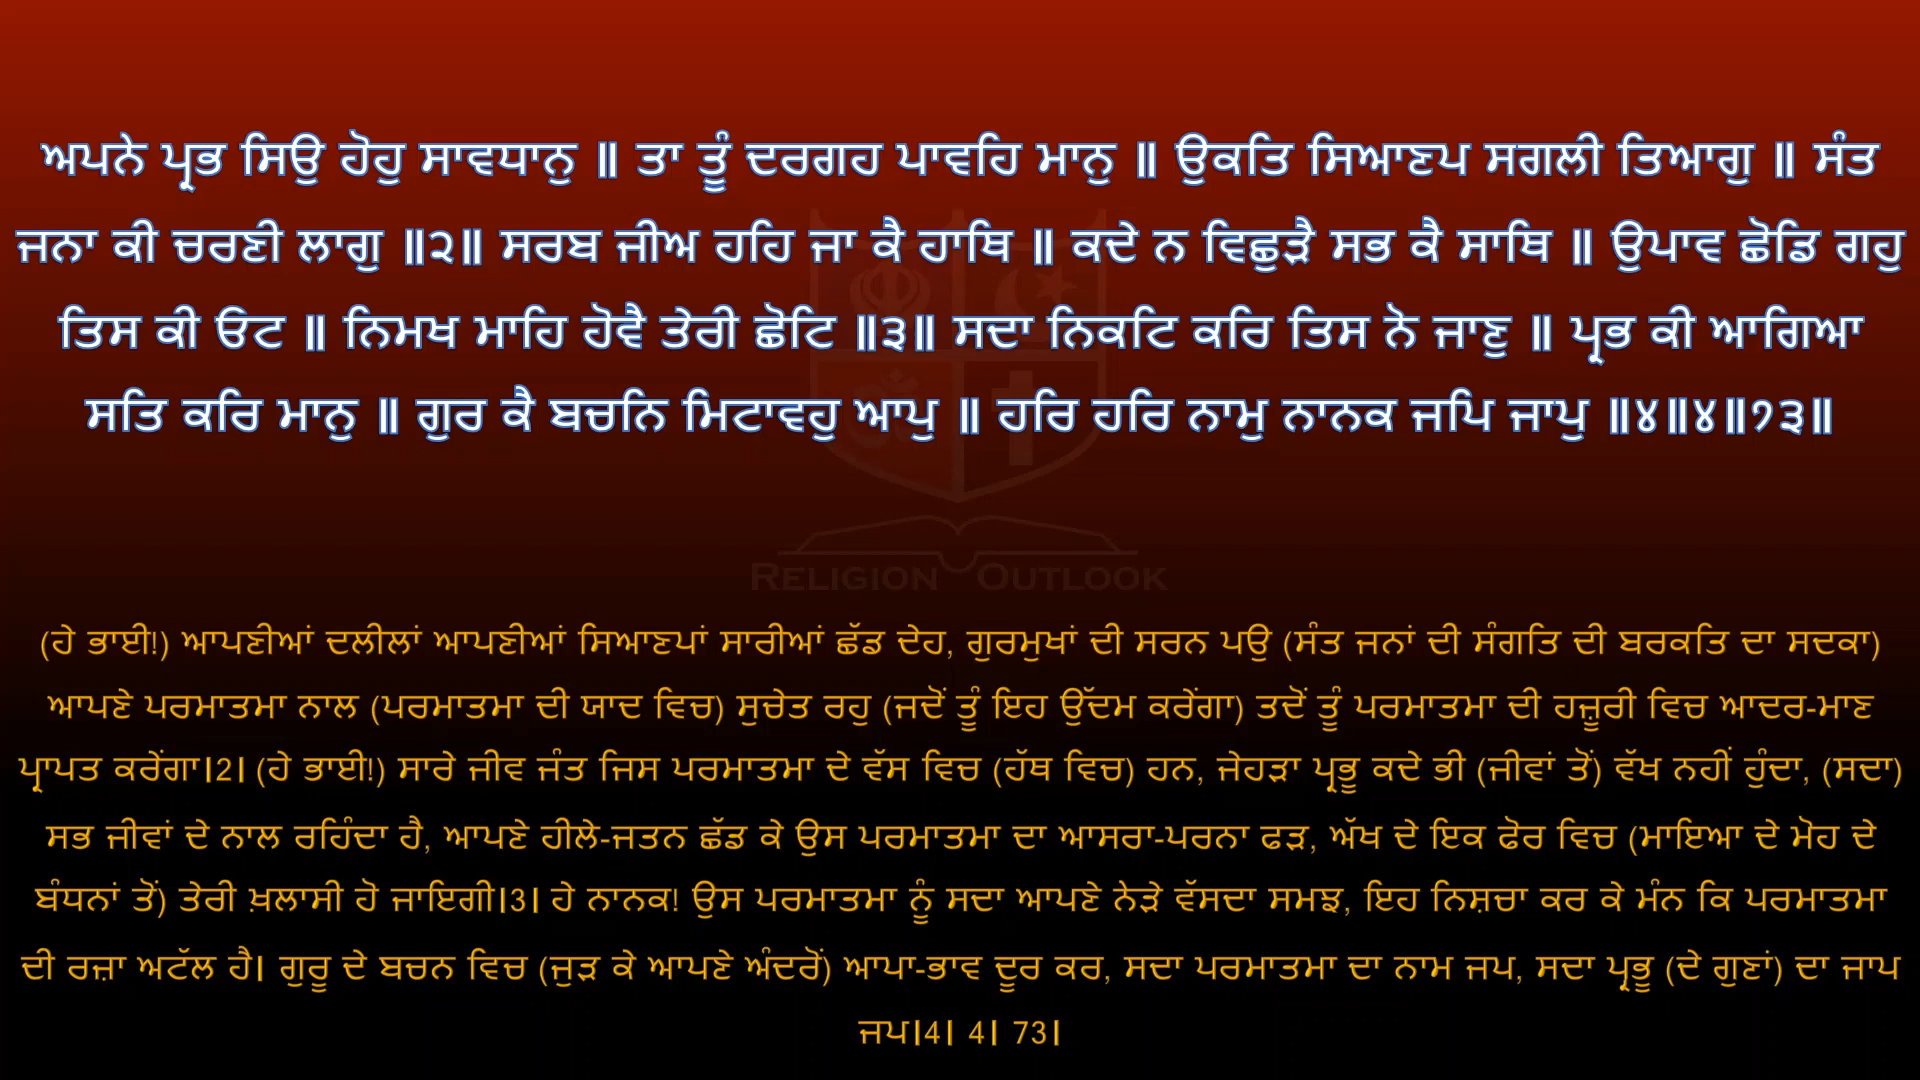 ਅਪਨੇ ਪ੍ਰਭ ਸਿਉ ਹੋਹੁ ਸਾਵਧਾਨੁ ॥ ਤਾ ਤੂੰ ਦਰਗਹ ਪਾਵਹਿ ਮਾਨੁ ॥ ਉਕਤਿ ਸਿਆਣਪ ਸਗਲੀ ਤਿਆਗੁ ॥ ਸੰਤ
ਜਨਾ ਕੀ ਚਰਣੀ ਲਾਗੁ ॥੨॥ ਸਰਬ ਜੀਅ ਹਹਿ ਜਾ ਕੈ ਹਾਥਿ ॥ ਕਦੇ ਨ ਵਿਛੁੜੈ ਸਭ ਕੈ ਸਾਥਿ ॥ ਉਪਾਵ ਛੋਡਿ ਗਹੁ
ਤਿਸ ਕੀ ਓਟ ॥ ਨਿਮਖ ਮਾਹਿ ਹੋਵੈ ਤੇਰੀ ਛੋਟਿ ॥੩॥ ਸਦਾ ਨਿਕਟਿ ਕਰਿ ਤਿਸ ਨੋ ਜਾਣੁ ॥ ਪ੍ਰਭ ਕੀ ਆਗਿਆ
ਸਤਿ ਕਰਿ ਮਾਨੁ ॥ ਗੁਰ ਕੈ ਬਚਨਿ ਮਿਟਾਵਹੁ ਆਪੁ ॥ ਹਰਿ ਹਰਿ ਨਾਮੁ ਨਾਨਕ ਜਪਿ ਜਾਪੁ ॥੪॥੪॥੭੩॥
RELIGION OUTLOOK
(ਹੇ ਭਾਈ!) ਆਪਣੀਆਂ ਦਲੀਲਾਂ ਆਪਣੀਆਂ ਸਿਆਣਪਾਂ ਸਾਰੀਆਂ ਛੱਡ ਦੇਹ, ਗੁਰਮੁਖਾਂ ਦੀ ਸਰਨ ਪਉ (ਸੰਤ ਜਨਾਂ ਦੀ ਸੰਗਤਿ ਦੀ ਬਰਕਤਿ ਦਾ ਸਦਕਾ)
ਆਪਣੇ ਪਰਮਾਤਮਾ ਨਾਲ (ਪਰਮਾਤਮਾ ਦੀ ਯਾਦ ਵਿਚ) ਸੁਚੇਤ ਰਹੁ (ਜਦੋਂ ਤੂੰ ਇਹ ਉੱਦਮ ਕਰੇਂਗਾ) ਤਦੋਂ ਤੂੰ ਪਰਮਾਤਮਾ ਦੀ ਹਜ਼ੂਰੀ ਵਿਚ ਆਦਰ-ਮਾਣ
ਪ੍ਰਾਪਤ ਕਰੇਂਗਾ।2। (ਹੇ ਭਾਈ!) ਸਾਰੇ ਜੀਵ ਜੰਤ ਜਿਸ ਪਰਮਾਤਮਾ ਦੇ ਵੱਸ ਵਿਚ (ਹੱਥ ਵਿਚ) ਹਨ, ਜੇਹੜਾ ਪ੍ਰਭੂ ਕਦੇ ਭੀ (ਜੀਵਾਂ ਤੋਂ) ਵੱਖ ਨਹੀਂ ਹੁੰਦਾ, (ਸਦਾ)
ਸਭ ਜੀਵਾਂ ਦੇ ਨਾਲ ਰਹਿੰਦਾ ਹੈ, ਆਪਣੇ ਹੀਲੇ-ਜਤਨ ਛੱਡ ਕੇ ਉਸ ਪਰਮਾਤਮਾ ਦਾ ਆਸਰਾ-ਪਰਨਾ ਫੜ, ਅੱਖ ਦੇ ਇਕ ਫੋਰ ਵਿਚ (ਮਾਇਆ ਦੇ ਮੋਹ ਦੇ
ਬੰਧਨਾਂ ਤੋਂ) ਤੇਰੀ ਖ਼ਲਾਸੀ ਹੋ ਜਾਇਗੀ।3। ਹੇ ਨਾਨਕ! ਉਸ ਪਰਮਾਤਮਾ ਨੂੰ ਸਦਾ ਆਪਣੇ ਨੇੜੇ ਵੱਸਦਾ ਸਮਝ, ਇਹ ਨਿਸ਼ਚਾ ਕਰ ਕੇ ਮੰਨ ਕਿ ਪਰਮਾਤਮਾ
ਦੀ ਰਜ਼ਾ ਅਟੱਲ ਹੈ। ਗੁਰੂ ਦੇ ਬਚਨ ਵਿਚ (ਜੁੜ ਕੇ ਆਪਣੇ ਅੰਦਰੋਂ) ਆਪਾ-ਭਾਵ ਦੂਰ ਕਰ, ਸਦਾ ਪਰਮਾਤਮਾ ਦਾ ਨਾਮ ਜਪ, ਸਦਾ ਪ੍ਰਭੂ (ਦੇ ਗੁਣਾਂ) ਦਾ ਜਾਪ
ਜਪ।4। 4। 73।